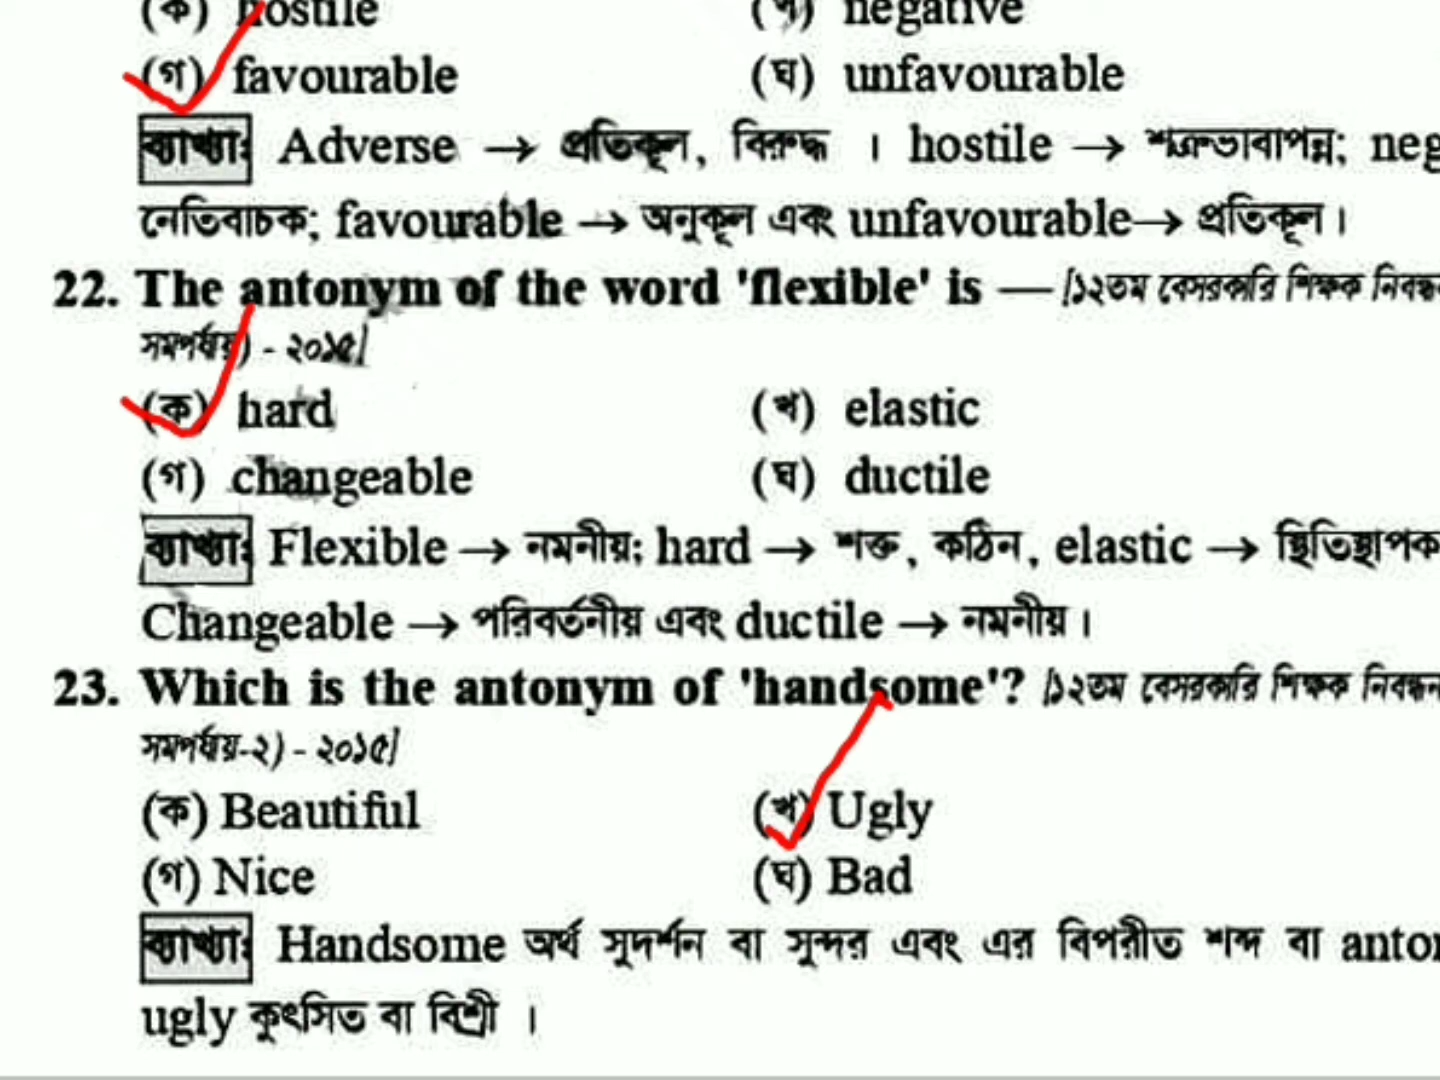 (ক) hostile (গ) negative
(গ) favourable (ঘ) unfavourable
ব্যাখ্যাঃ Adverse → প্রতিকূল, বিরুদ্ধ । hostile → শত্রুভাবাপন্ন; neg
নেতিবাচক; favourable → অনুকূল এবং unfavourable→ প্রতিকূল।
22. The antonym of the word 'flexible' is — [১২তম বেসরকারি শিক্ষক নিবন্ধ
সমপর্যায়) - ২০১৫]
(ক) hard (খ) elastic
(গ) changeable (ঘ) ductile
ব্যাখ্যাঃ Flexible → নমনীয়; hard → শক্ত, কঠিন, elastic → স্থিতিস্থাপক
Changeable → পরিবর্তনীয় এবং ductile → নমনীয়।
23. Which is the antonym of 'handsome'? [১২তম বেসরকারি শিক্ষক নিবন্ধন
সমপর্যায়-২) - ২০১৫]
(ক) Beautiful (খ) Ugly
(গ) Nice (ঘ) Bad
ব্যাখ্যাঃ Handsome অর্থ সুদর্শন বা সুন্দর এবং এর বিপরীত শব্দ বা anton
ugly কুৎসিত বা বিশ্রী ।